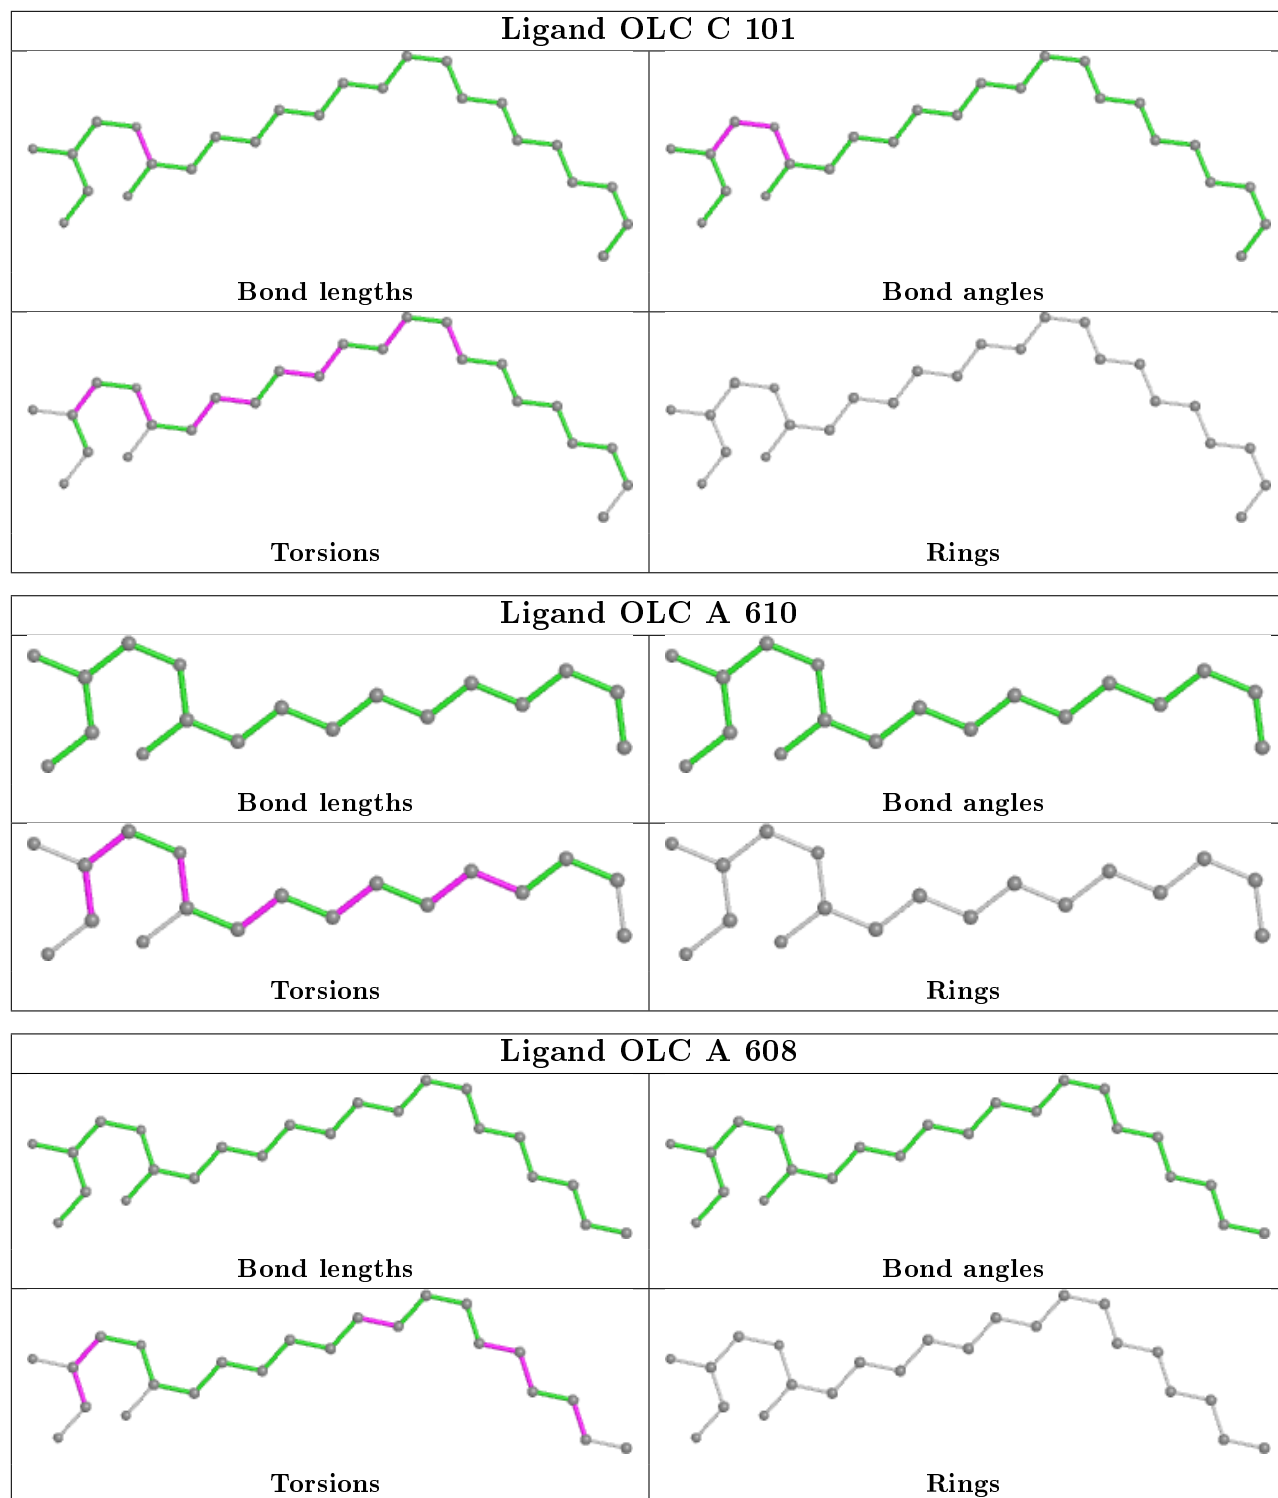 Ligand OLC C 101
Bond lengths
Bond angles
Torsions
Rings
Ligand OLC A 610
Bond lengths
Bond angles
Torsions
Rings
Ligand OLC A 608
Bond lengths
Bond angles
Torsions
Rings